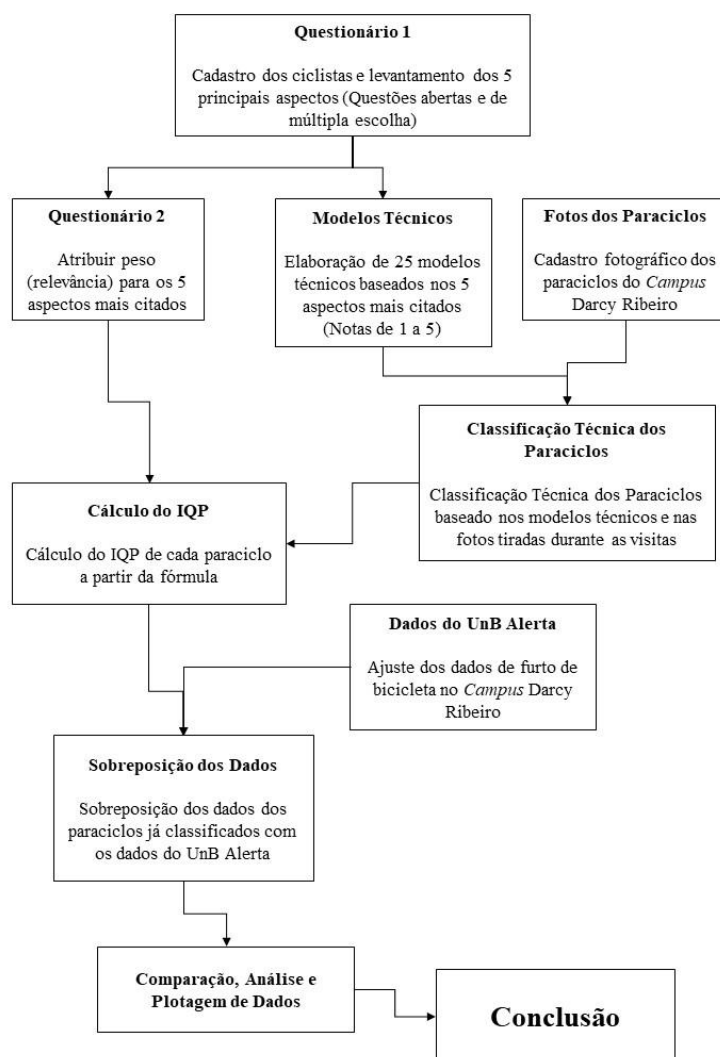 Questionário 1
Cadastro dos ciclistas e levantamento dos 5
principais aspectos (Questões abertas e de
múltipla escolha)
Questionário 2
Atribuir peso
(relevância) para os 5
aspectos mais citados
Modelos Técnicos
Elaboração de 25 modelos
técnicos baseados nos 5
aspectos mais citados
(Notas de 1 a 5)
Fotos dos Paraciclos
Cadastro fotográfico dos
paraciclos do Campus
Darcy Ribeiro
Classificação Técnica dos
Paraciclos
Classificação Técnica dos Paraciclos
baseado nos modelos técnicos e nas
fotos tiradas durante as visitas
Cálculo do IQP
Cálculo do IQP de cada paraciclo
a partir da fórmula
Dados do UnB Alerta
Ajuste dos dados de furto de
bicicleta no Campus Darcy
Ribeiro
Sobreposição dos Dados
Sobreposição dos dados dos
paraciclos já classificados com
os dados do UnB Alerta
Comparação, Análise e
Plotagem de Dados
Conclusão